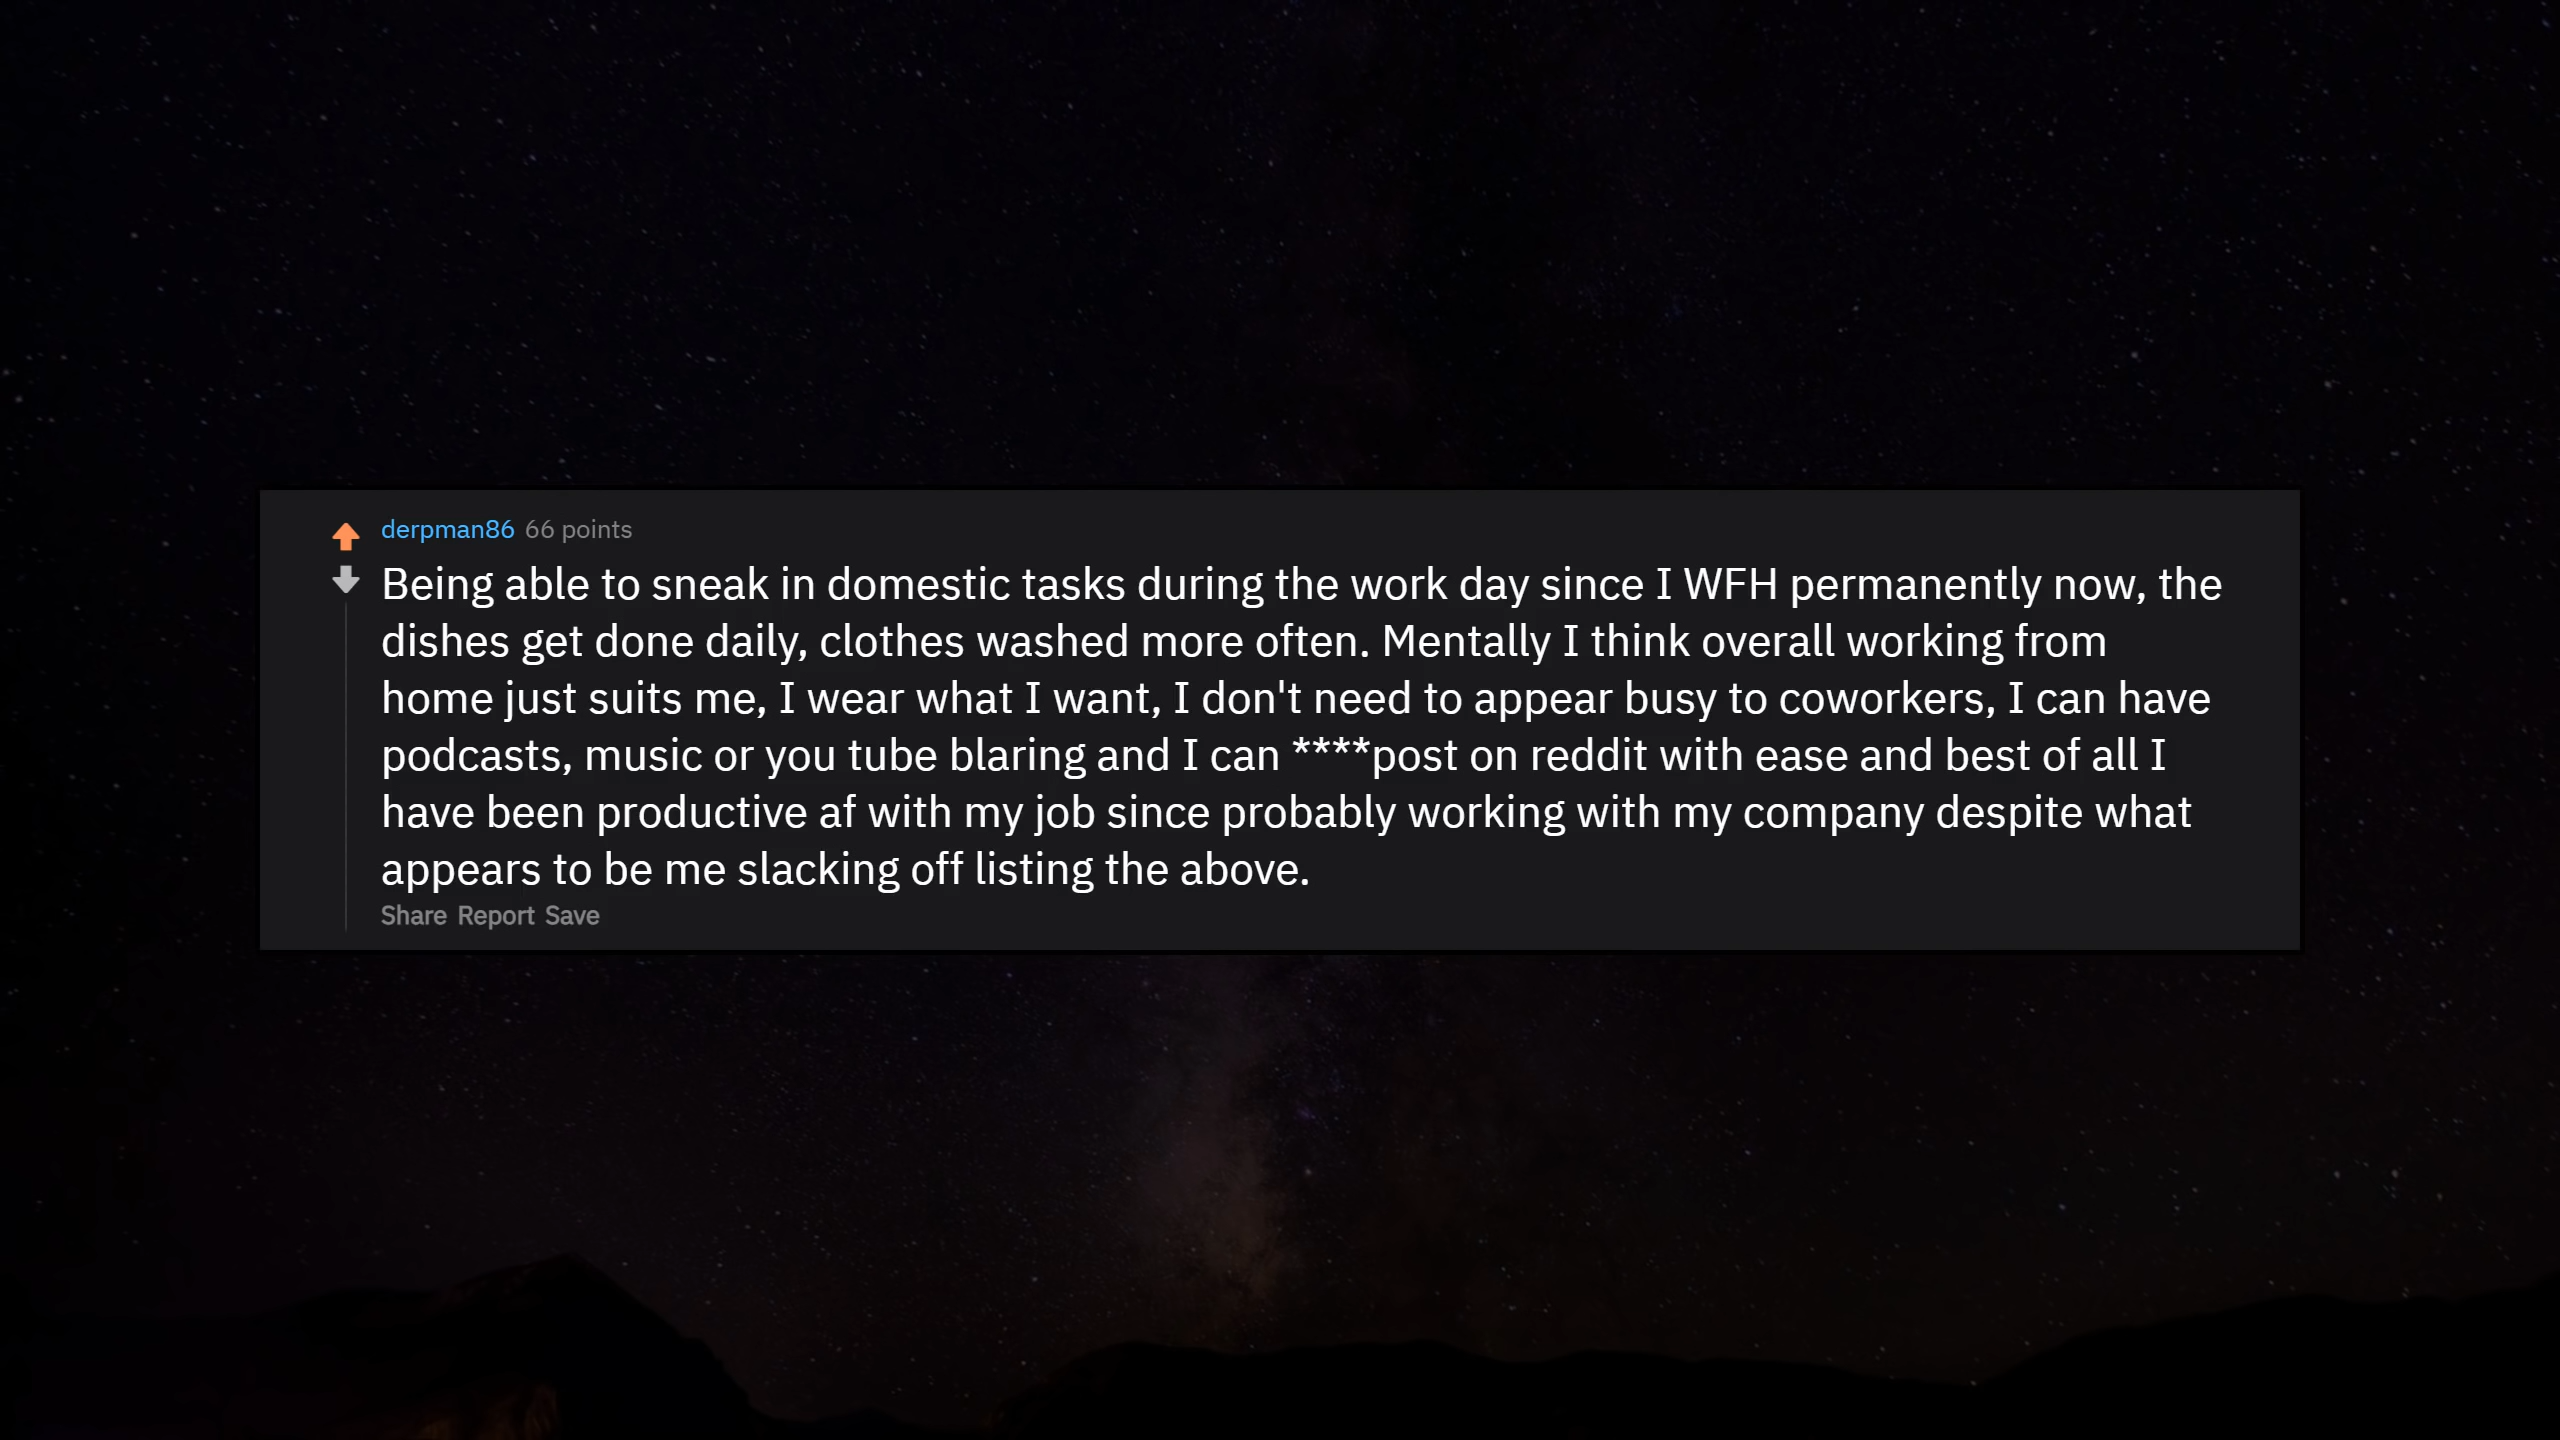 derpman86 66 points
Being able to sneak in domestic tasks during the work day since I WFH permanently now, the
dishes get done daily, clothes washed more often. Mentally I think overall working from
home just suits me, I wear what I want, I don't need to appear busy to coworkers, I can have
podcasts, music or you tube blaring and I can ****post on reddit with ease and best of all I
have been productive af with my job since probably working with my company despite what
appears to be me slacking off listing the above.
Share Report Save